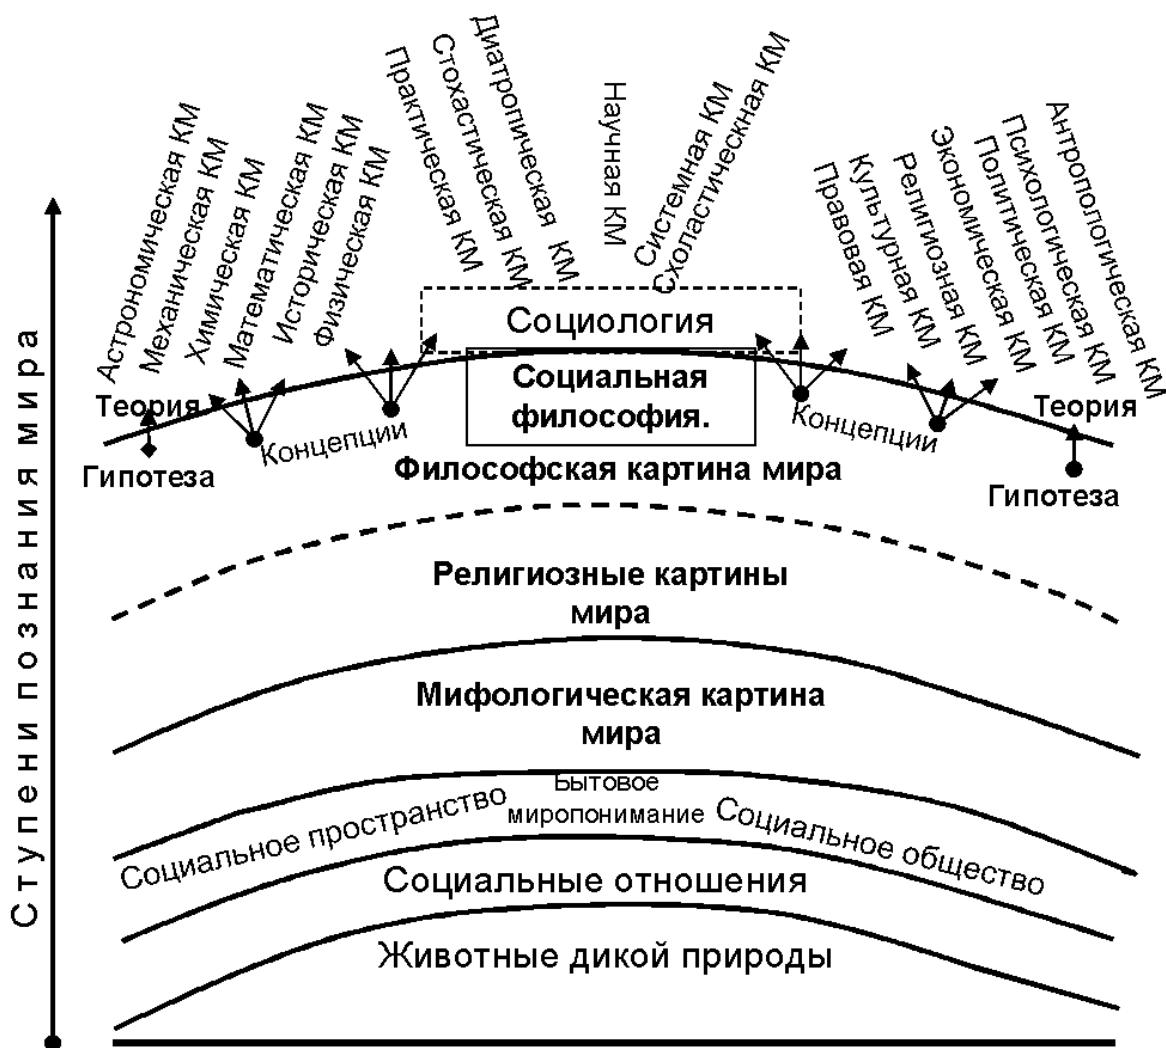 Астрономическая КМ
Механическая КМ
Химическая КМ
Математическая КМ
Историческая КМ
Физическая КМ
Практическая КМ
Стохастическая КМ
Диатропическая КМ
Научная КМ
Системная КМ
Схоластическная КМ
Правовая КМ
Культурная КМ
Религиозная КМ
Экономическая КМ
Политическая КМ
Психологическая КМ
Антропологическая КМ
Ступени познания мира
Социология
Социальная
философия.
Теория
Гипотеза
Концепции
Концепции
Теория
Гипотеза
Философская картина мира
Религиозные картины
мира
Мифологическая картина
мира
Социальное пространство
Бытовое
миропонимание
Социальное общество
Социальные отношения
Животные дикой природы